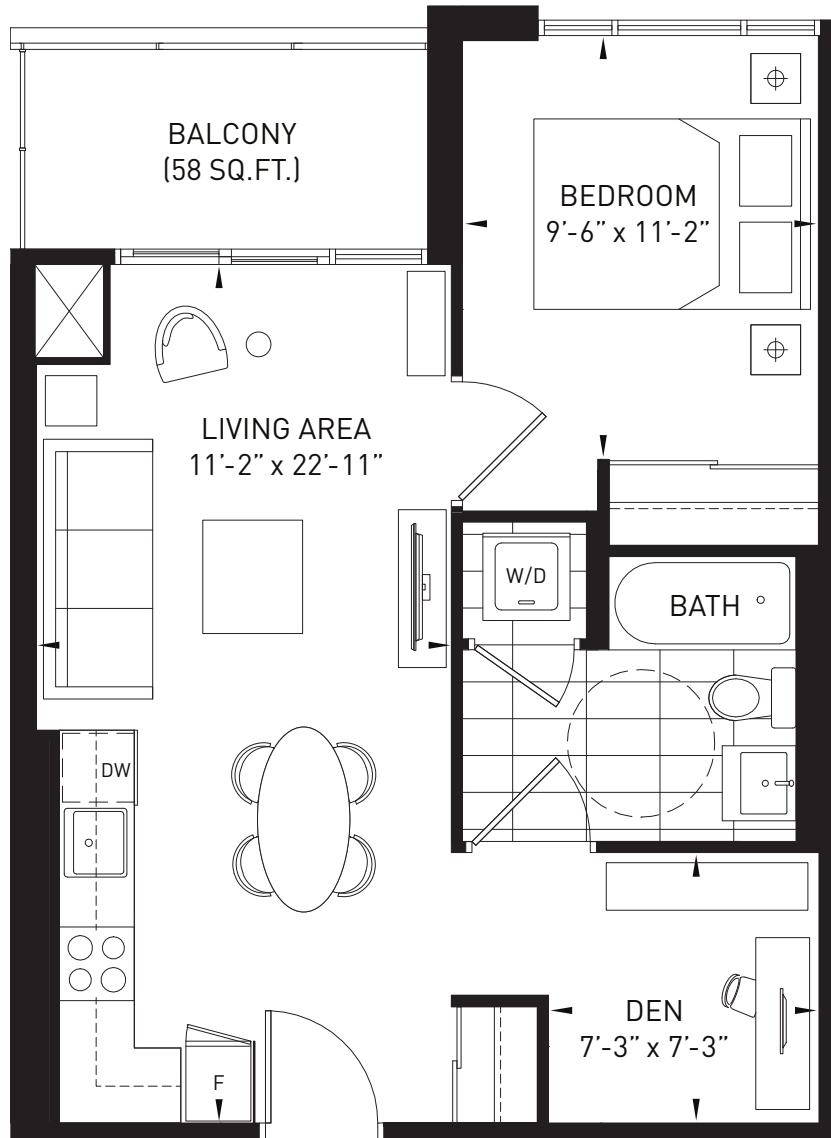 BALCONY
(58 SQ.FT.)
BEDROOM
9’-6” x 11’-2”
LIVING AREA
11’-2” x 22’-11”
W/D
BATH
DW
DEN
7’-3” x 7’-3”
F